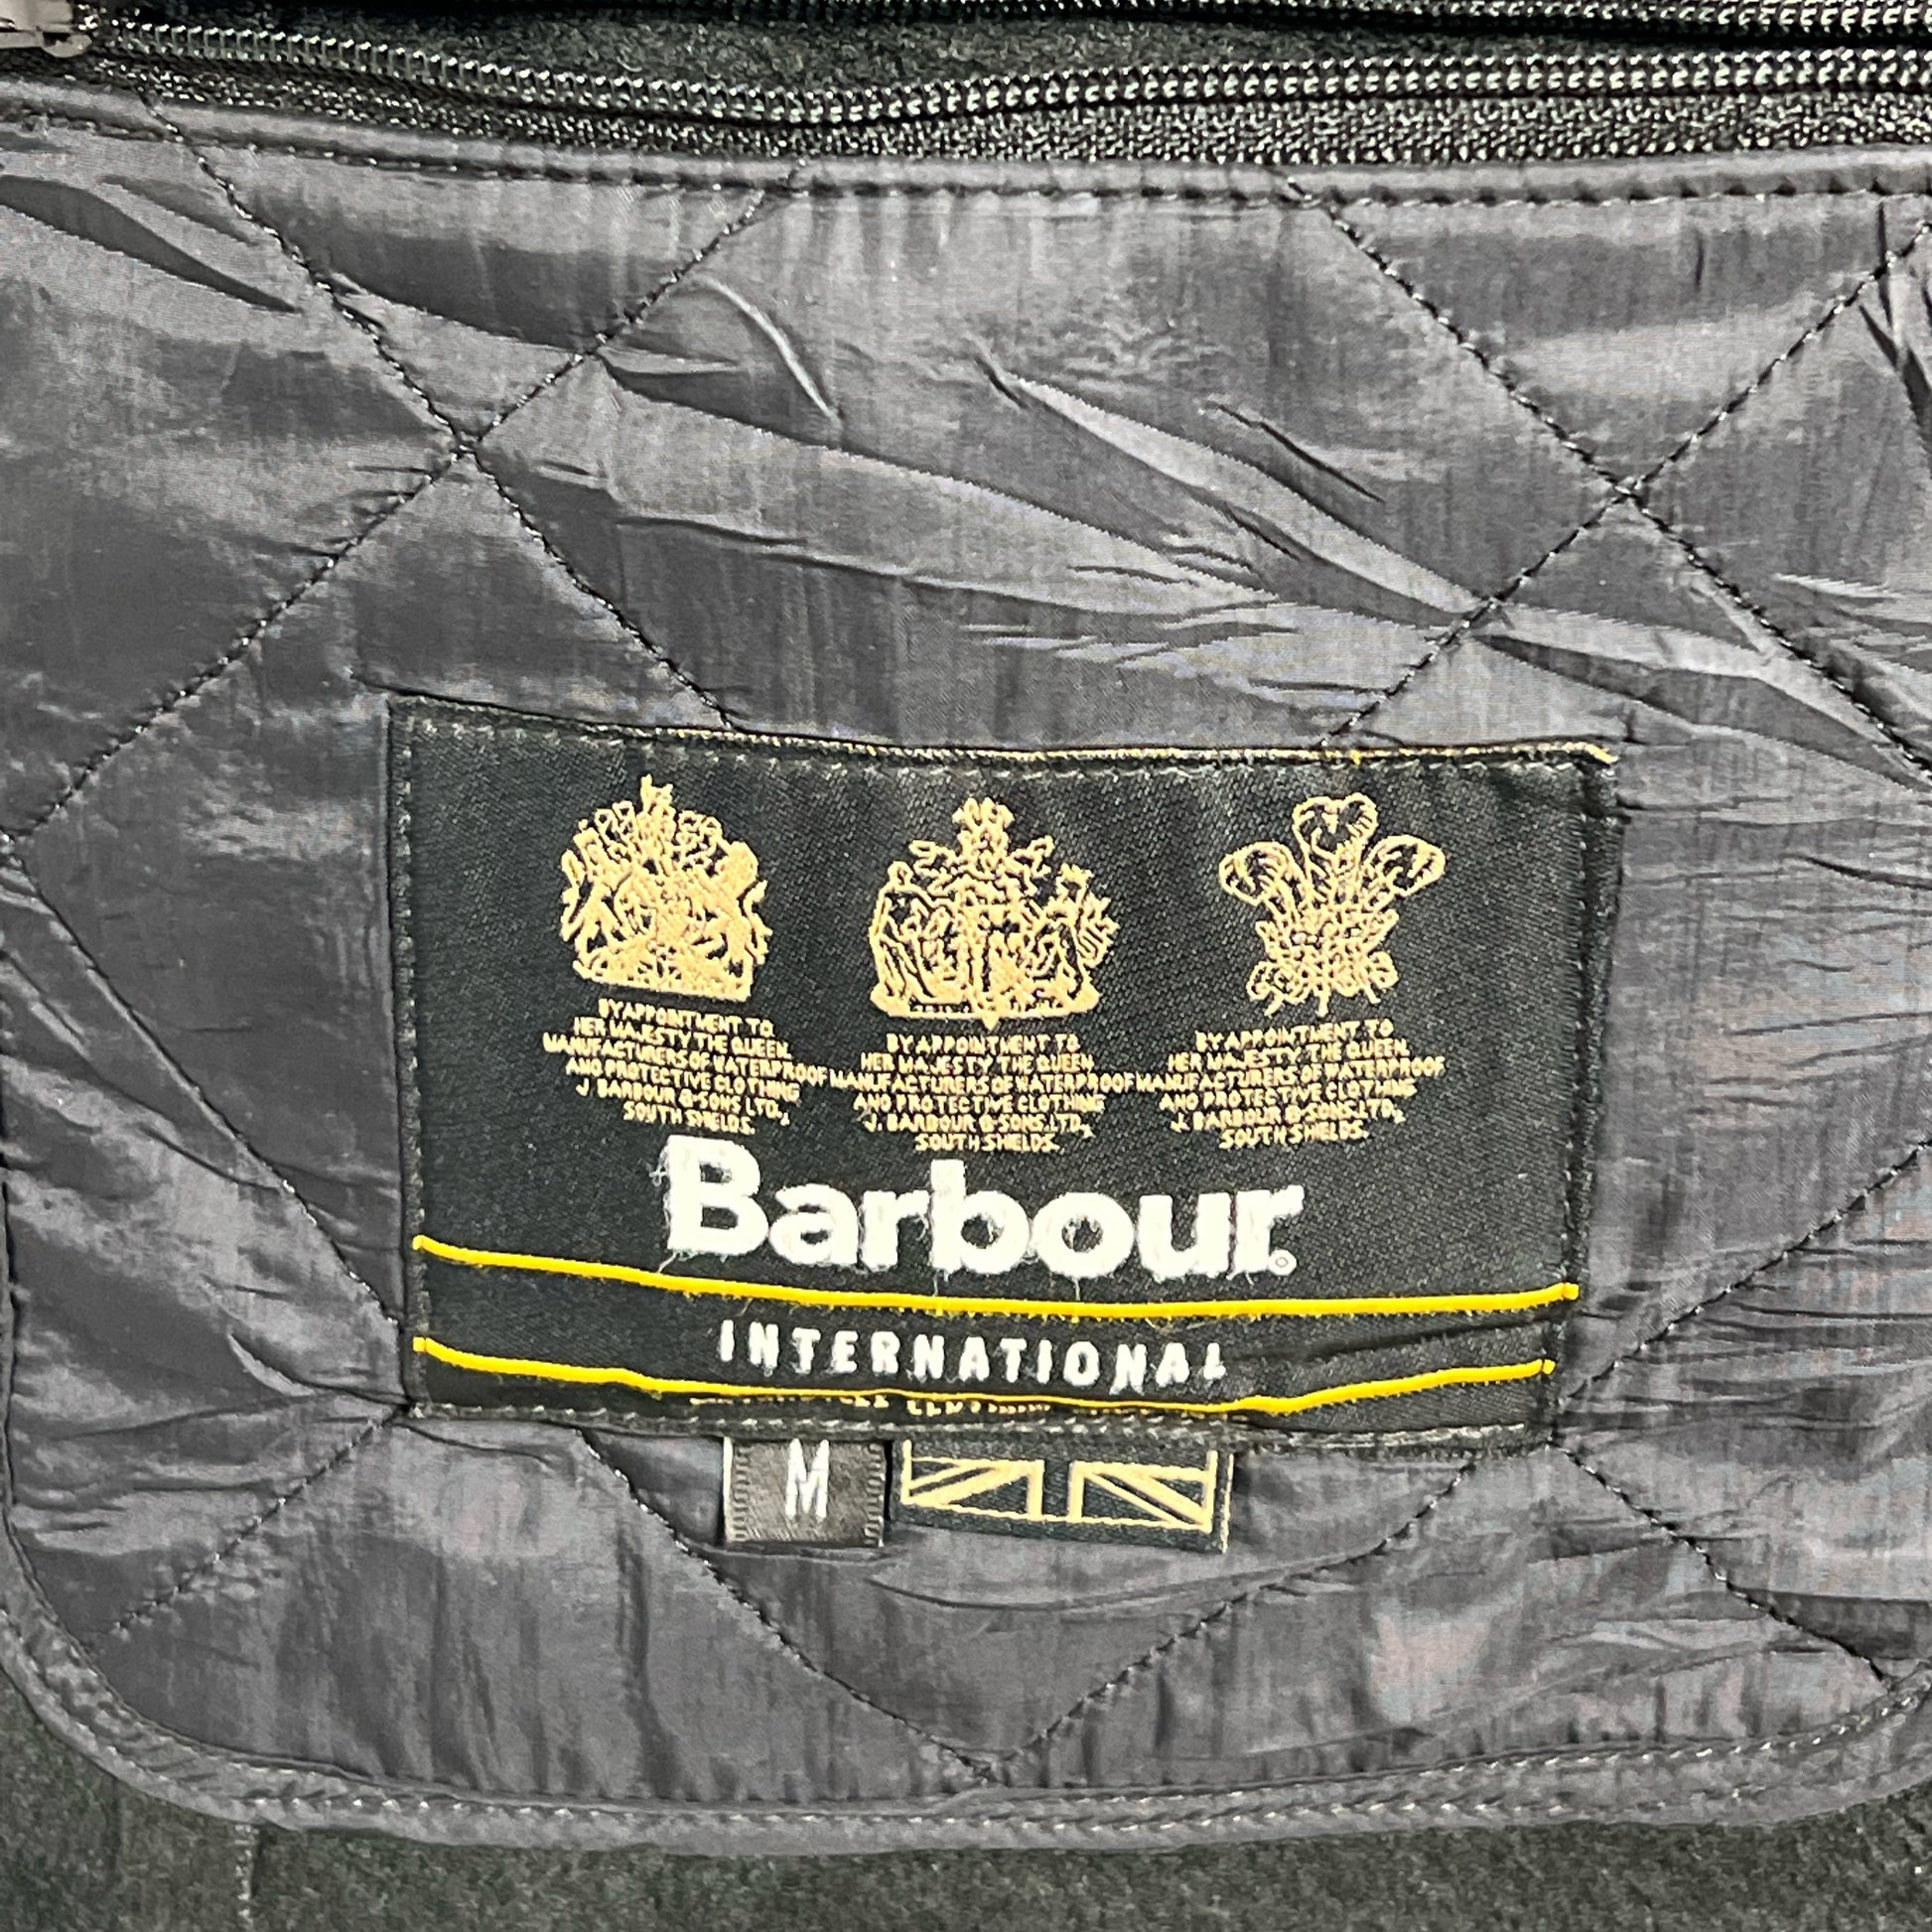 BY APPOINTMENT TO
HER MAJESTY THE QUEEN
MANUFACTURERS OF WATERPROOF
AND PROTECTIVE CLOTHING
J. BARBOUR & SONS LTD.,
SOUTH SHIELDS.
BY APPOINTMENT TO
HER MAJESTY THE QUEEN
MANUFACTURERS OF WATERPROOF
AND PROTECTIVE CLOTHING
J. BARBOUR & SONS LTD.,
SOUTH SHIELDS.
BY APPOINTMENT TO
HER MAJESTY THE QUEEN
MANUFACTURERS OF WATERPROOF
AND PROTECTIVE CLOTHING
J. BARBOUR & SONS LTD.,
SOUTH SHIELDS.
Barbour®
INTERNATIONAL
M